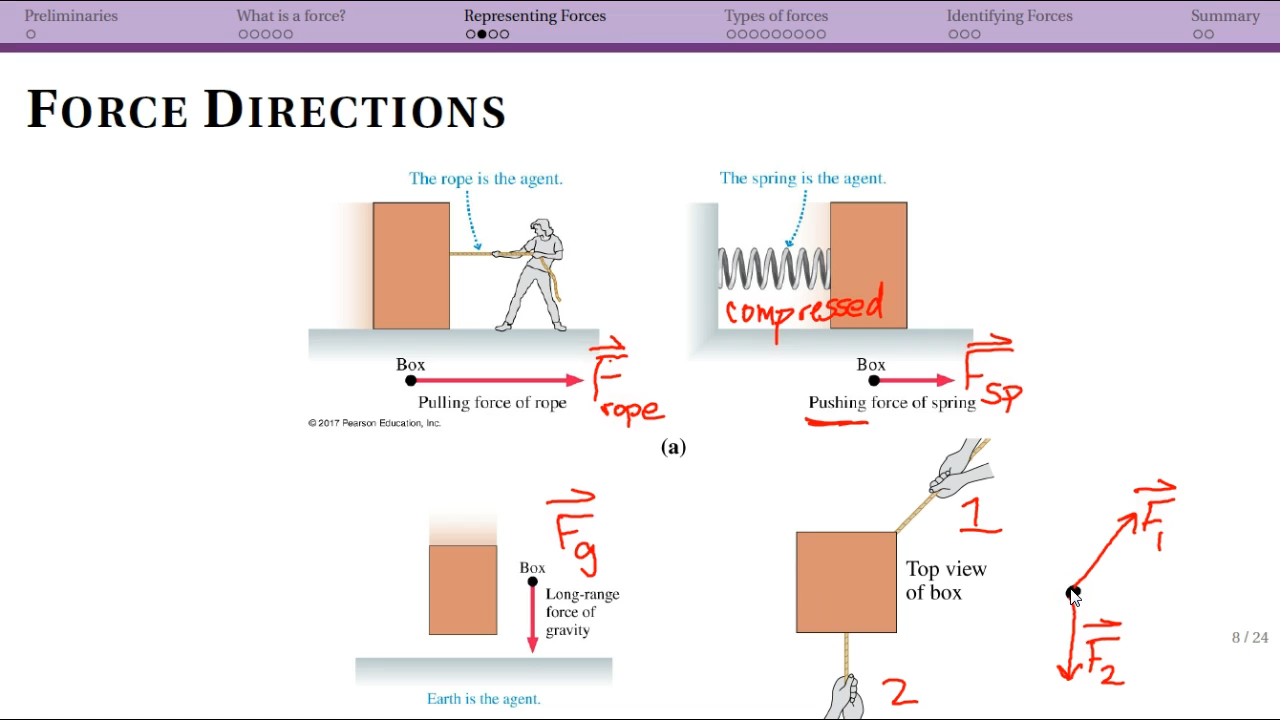 Preliminaries
What is a force?
Representing Forces
Types of forces
Identifying Forces
Summary
FORCE DIRECTIONS
The rope is the agent.
The spring is the agent.
compressed
Box
F rope
Pulling force of rope
Box
F sp
Pushing force of spring
© 2017 Pearson Education, Inc.
(a)
F g
Box
Long-range
force of
gravity
Earth is the agent.
1
Top view
of box
2
F 1
F 2
8 / 24